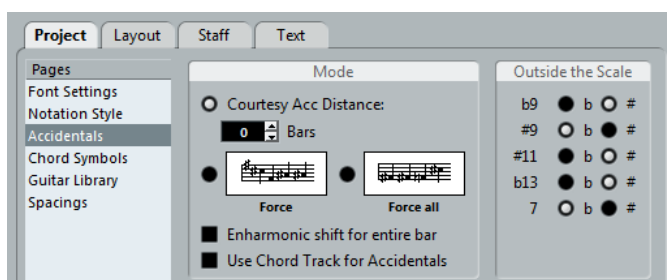 Project Layout Staff Text
Pages
Font Settings
Notation Style
Accidentals
Chord Symbols
Guitar Library
Spacings
Mode
Courtesy Acc Distance:
0 Bars
Force Force all
Enharmonic shift for entire bar
Use Chord Track for Accidentals
Outside the Scale
b9 b #
#9 b #
#11 b #
b13 b #
7 b #